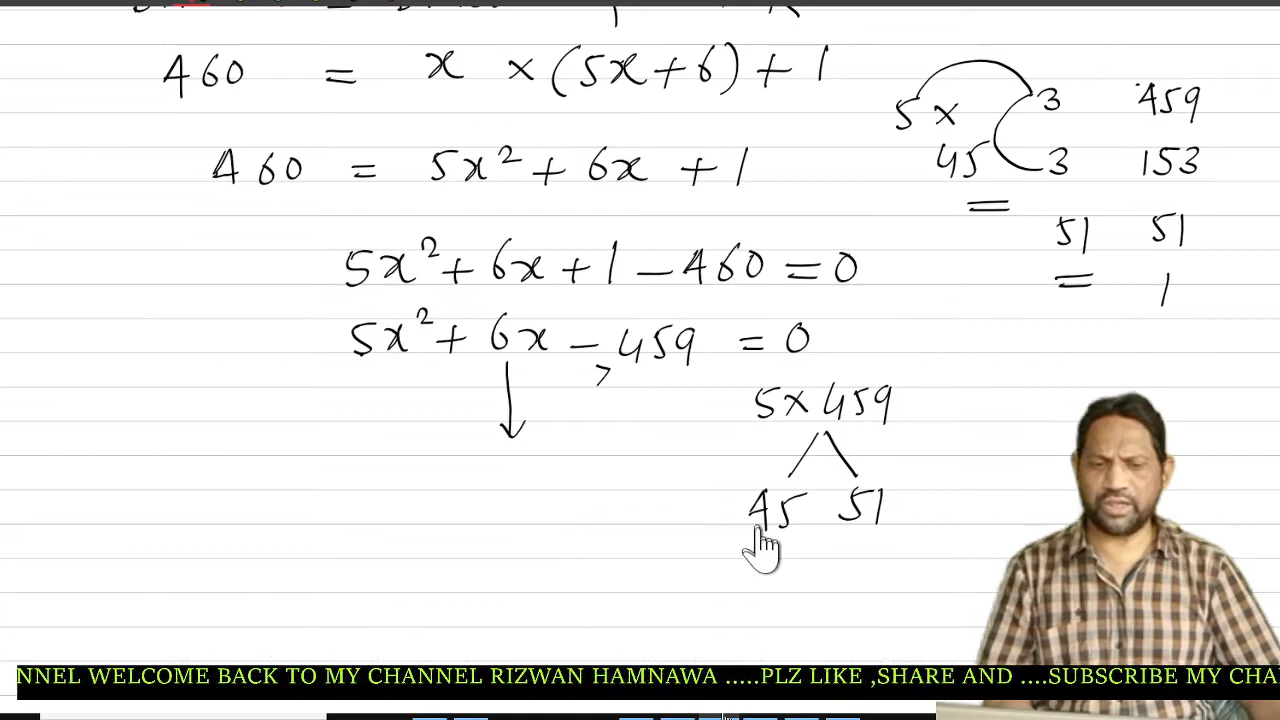 460 = x × (5x+6) + 1
460 = 5x² + 6x + 1
5x² + 6x + 1 – 460 = 0
5x² + 6x – 459 = 0
5 × 3 459
45 3 153
51 51
1
5 × 459
45 51
NNEL WELCOME BACK TO MY CHANNEL RIZWAN HAMNAWA .....PLZ LIKE ,SHARE AND ....SUBSCRIBE MY CHA